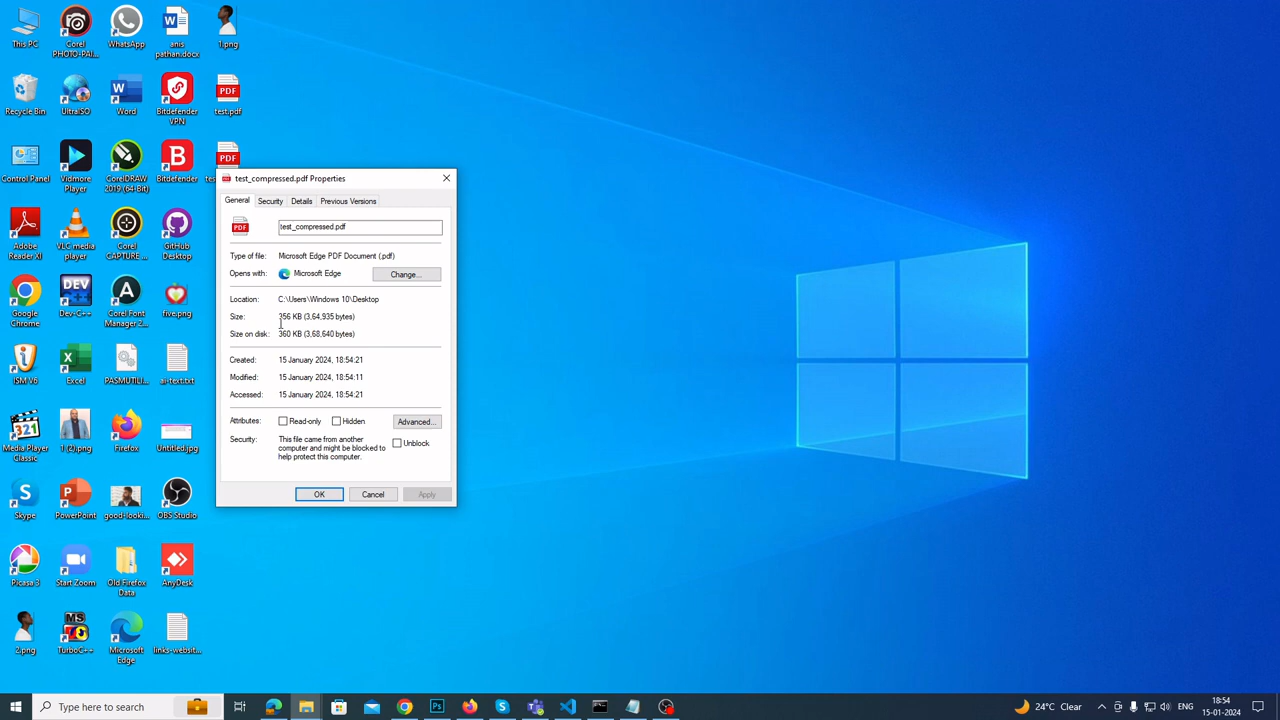 This PC
Corel
PHOTO-PAI...
WhatsApp
anis
pathan.docx
1.png
Recycle Bin
UltraISO
Word
Bitdefender
VPN
test.pdf
Control Panel
Vidmore
Player
CorelDRAW
2019 (64-Bit)
Bitdefender
Adobe
Reader XI
VLC media
player
Corel
CAPTURE ...
GitHub
Desktop
Google
Chrome
Dev-C++
Corel Font
Manager 2...
five.png
ISM V6
Excel
PASMUTILI...
ai-text.txt
Media Player
Classic
1 (2).png
Firefox
Untitled.jpg
Skype
PowerPoint
good-looki...
OBS Studio
Picasa 3
Start Zoom
Old Firefox
Data
AnyDesk
2.png
TurboC++
Microsoft
Edge
links-websit...
test_compressed.pdf Properties
General Security Details Previous Versions
PDF
test_compressed.pdf
Type of file: Microsoft Edge PDF Document (.pdf)
Opens with: Microsoft Edge Change...
Location: C:\Users\Windows 10\Desktop
Size: 356 KB (3,64,935 bytes)
Size on disk: 360 KB (3,68,640 bytes)
Created: 15 January 2024, 18:54:21
Modified: 15 January 2024, 18:54:11
Accessed: 15 January 2024, 18:54:21
Attributes: Read-only Hidden Advanced...
Security: This file came from another
computer and might be blocked to
help protect this computer.
Unblock
OK Cancel Apply
Type here to search
24°C Clear
ENG
18:54
15-01-2024